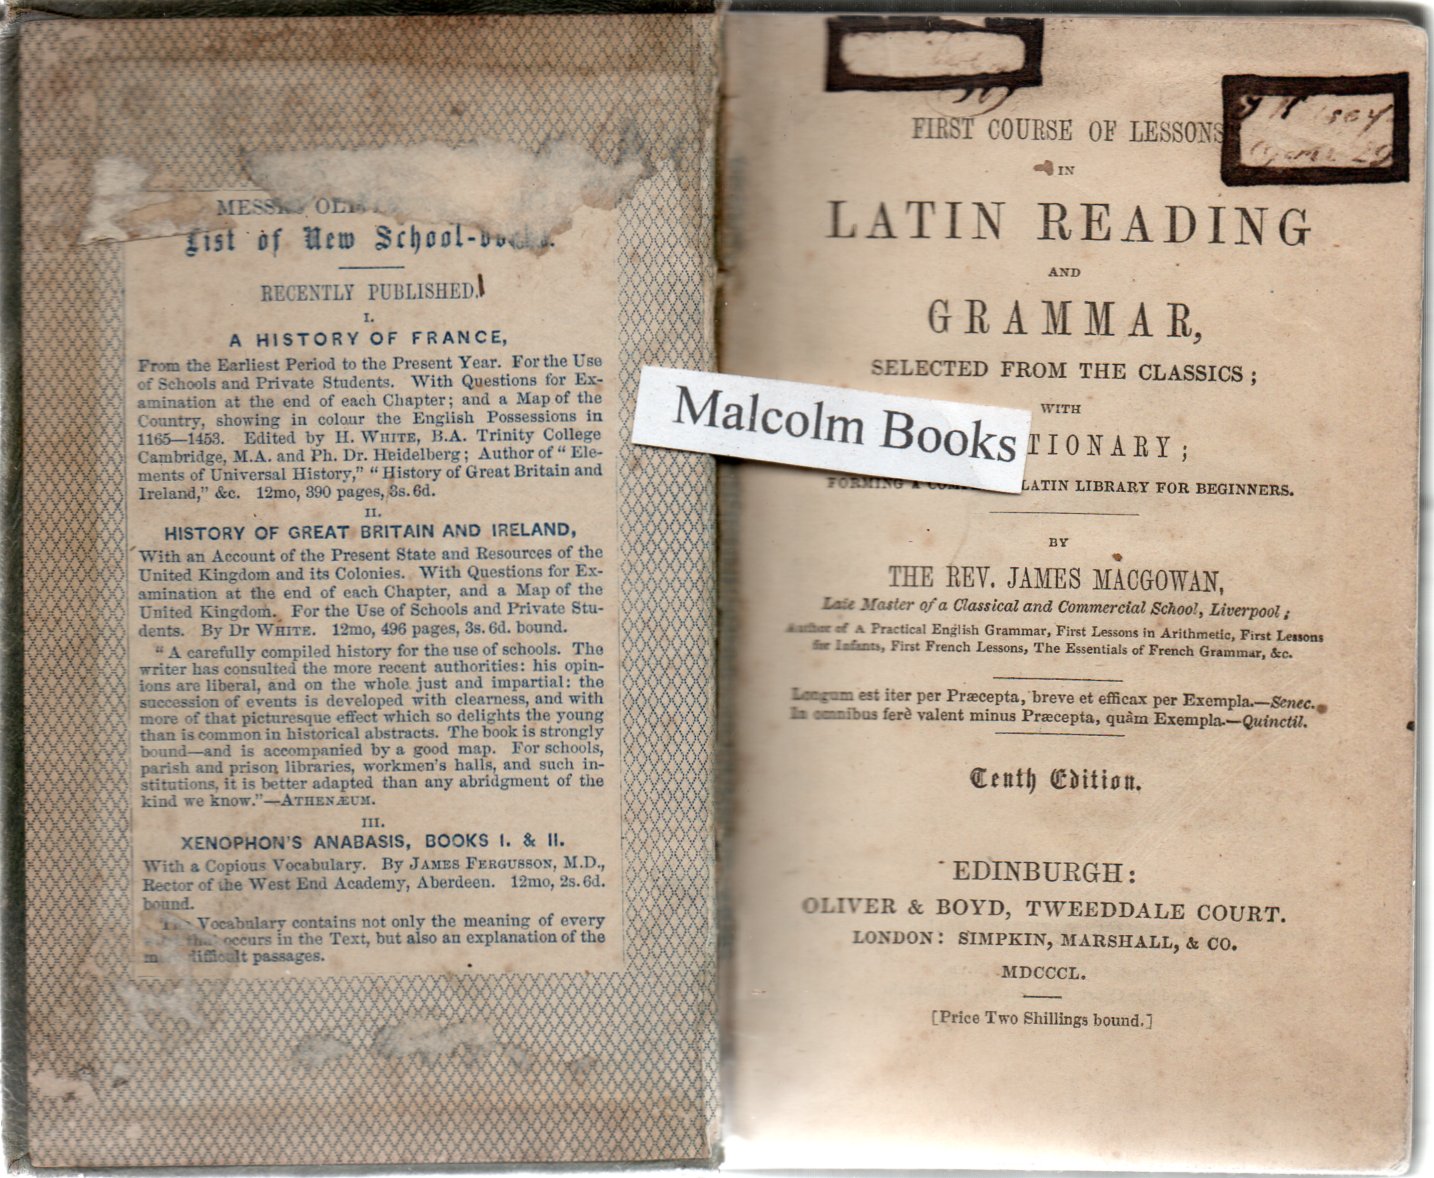 RECENTLY PUBLISHED.
I.
A HISTORY OF FRANCE,
From the Earliest Period to the Present Year. For the Use
of Schools and Private Students. With Questions for Ex-
amination at the end of each Chapter; and a Map of the
Country, showing in colour the English Possessions in
1165—1453. Edited by H. WHITE, B.A. Trinity College
Cambridge, M.A. and Ph. Dr. Heidelberg; Author of "Ele-
ments of Universal History," "History of Great Britain and
Ireland," &c. 12mo, 390 pages, 3s. 6d.
II.
HISTORY OF GREAT BRITAIN AND IRELAND,
With an Account of the Present State and Resources of the
United Kingdom and its Colonies. With Questions for Ex-
amination at the end of each Chapter, and a Map of the
United Kingdom. For the Use of Schools and Private Stu-
dents. By Dr WHITE. 12mo, 496 pages, 3s. 6d. bound.
"A carefully compiled history for the use of schools. The
writer has consulted the more recent authorities: his opin-
ions are liberal, and on the whole just and impartial: the
succession of events is developed with clearness, and with
more of that picturesque effect which so delights the young
than is common in historical abstracts. The book is strongly
bound—and is accompanied by a good map. For schools,
parish and prison libraries, workmen's halls, and such in-
stitutions, it is better adapted than any abridgment of the
kind we know."—ATHENÆUM.
III.
XENOPHON'S ANABASIS, BOOKS I. & II.
With a Copious Vocabulary. By JAMES FERGUSSON, M.D.,
Rector of the West End Academy, Aberdeen. 12mo, 2s. 6d.
bound.
Vocabulary contains not only the meaning of every
occurs in the Text, but also an explanation of the
difficult passages.
List of New School-books.
Malcolm Books
FIRST COURSE OF LESSONS
IN
LATIN READING
AND
GRAMMAR,
SELECTED FROM THE CLASSICS;
WITH
TIONARY;
LATIN LIBRARY FOR BEGINNERS.
BY
THE REV. JAMES MACGOWAN,
Late Master of a Classical and Commercial School, Liverpool;
Author of A Practical English Grammar, First Lessons in Arithmetic, First Lessons
for Infants, First French Lessons, The Essentials of French Grammar, &c.
Longum est iter per Præcepta, breve et efficax per Exempla.—Senec.
In omnibus ferè valent minus Præcepta, quàm Exempla.—Quinctil.
Tenth Edition.
EDINBURGH:
OLIVER & BOYD, TWEEDDALE COURT.
LONDON: SIMPKIN, MARSHALL, & CO.
MDCCCL.
[Price Two Shillings bound.]